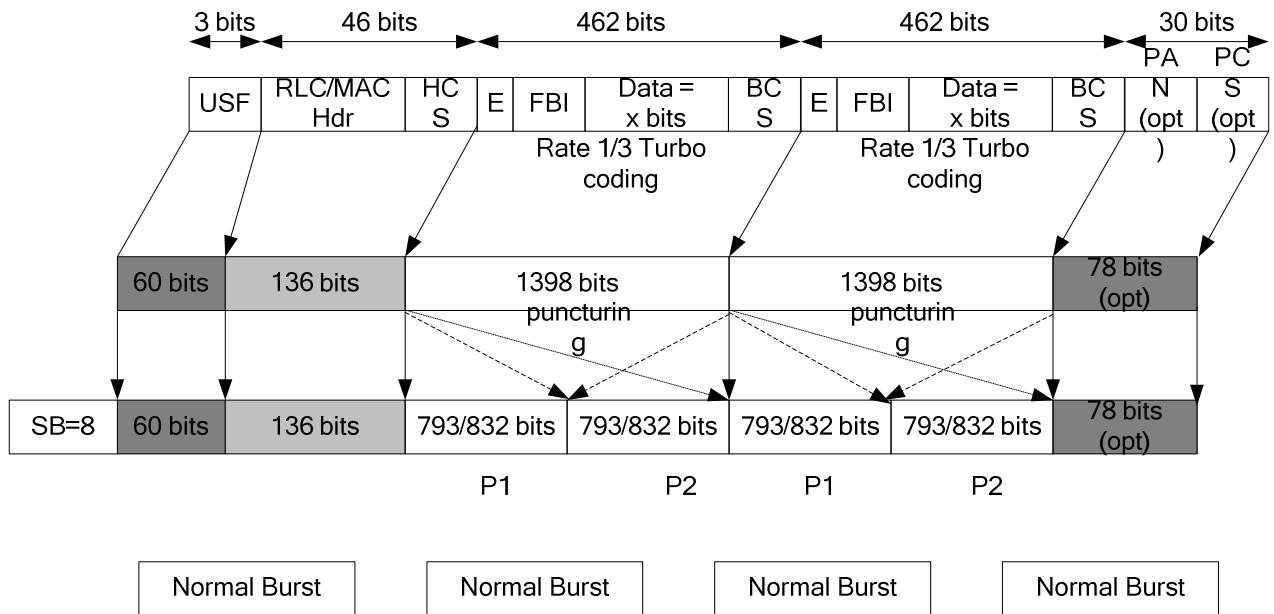 3 bits 46 bits 462 bits 462 bits 30 bits
USF
RLC/MAC
Hdr
HC
S
E
FBI
Data =
x bits
BC
S
E
FBI
Data =
x bits
BC
S
PA
N
(opt
)
PC
S
(opt
)
Rate 1/3 Turbo
coding
Rate 1/3 Turbo
coding
60 bits
136 bits
1398 bits
puncturin
g
1398 bits
puncturin
g
78 bits
(opt)
SB=8
60 bits
136 bits
793/832 bits
793/832 bits
793/832 bits
793/832 bits
78 bits
(opt)
P1 P2 P1 P2
Normal Burst Normal Burst Normal Burst Normal Burst